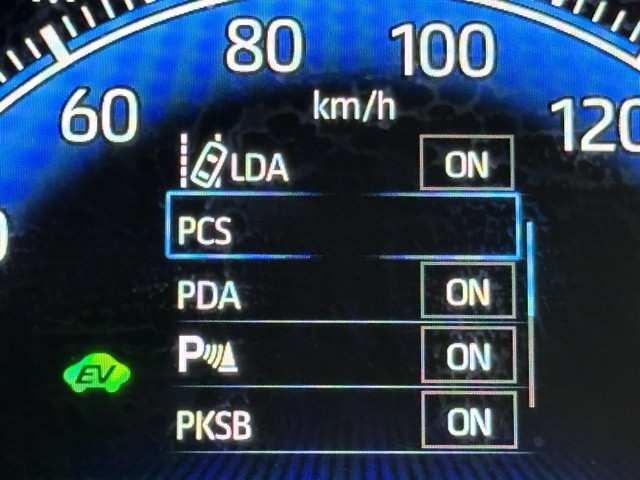 80 100
60 km/h 120
LDA ON
PCS
PDA ON
P ON
EV
PKSB ON